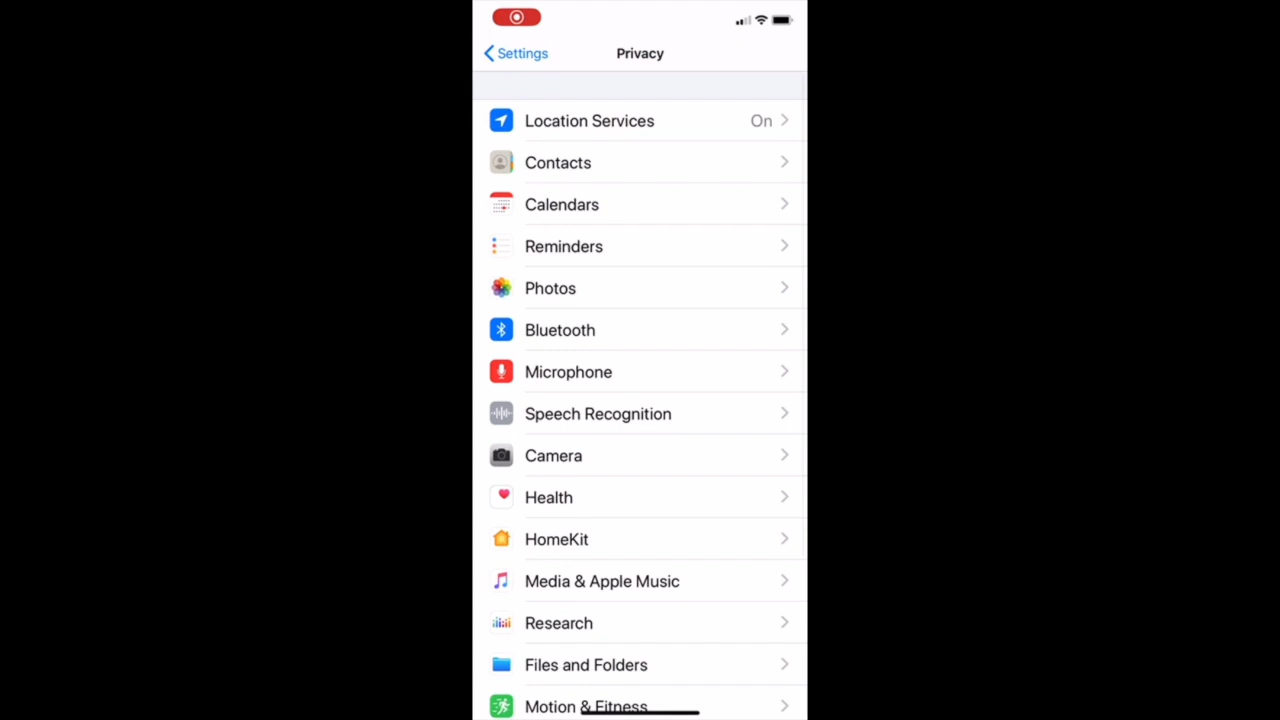 Settings
Privacy
Location Services On
Contacts
Calendars
Reminders
Photos
Bluetooth
Microphone
Speech Recognition
Camera
Health
HomeKit
Media & Apple Music
Research
Files and Folders
Motion & Fitness